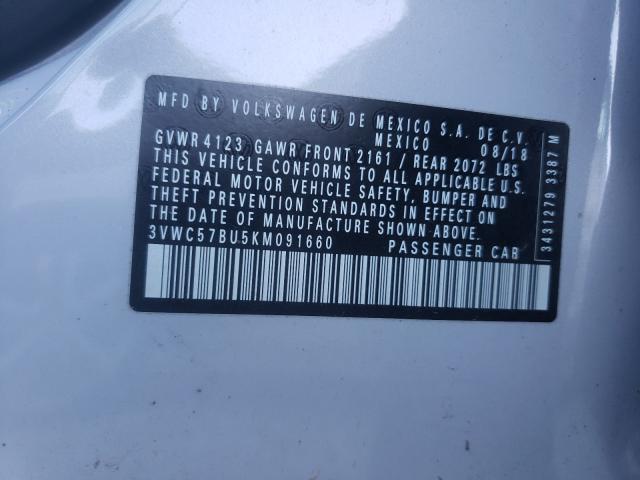 MFD BY VOLKSWAGEN DE MEXICO S.A. DE C.V.
MEXICO 08/18
GVWR 4123 GAWR FRONT 2161 / REAR 2072 LBS
THIS VEHICLE CONFORMS TO ALL APPLICABLE U.S.
FEDERAL MOTOR VEHICLE SAFETY, BUMPER AND
THEFT PREVENTION STANDARDS IN EFFECT ON
THE DATE OF MANUFACTURE SHOWN ABOVE.
3VWC57BU5KM091660 PASSENGER CAR
3431279 3387 M